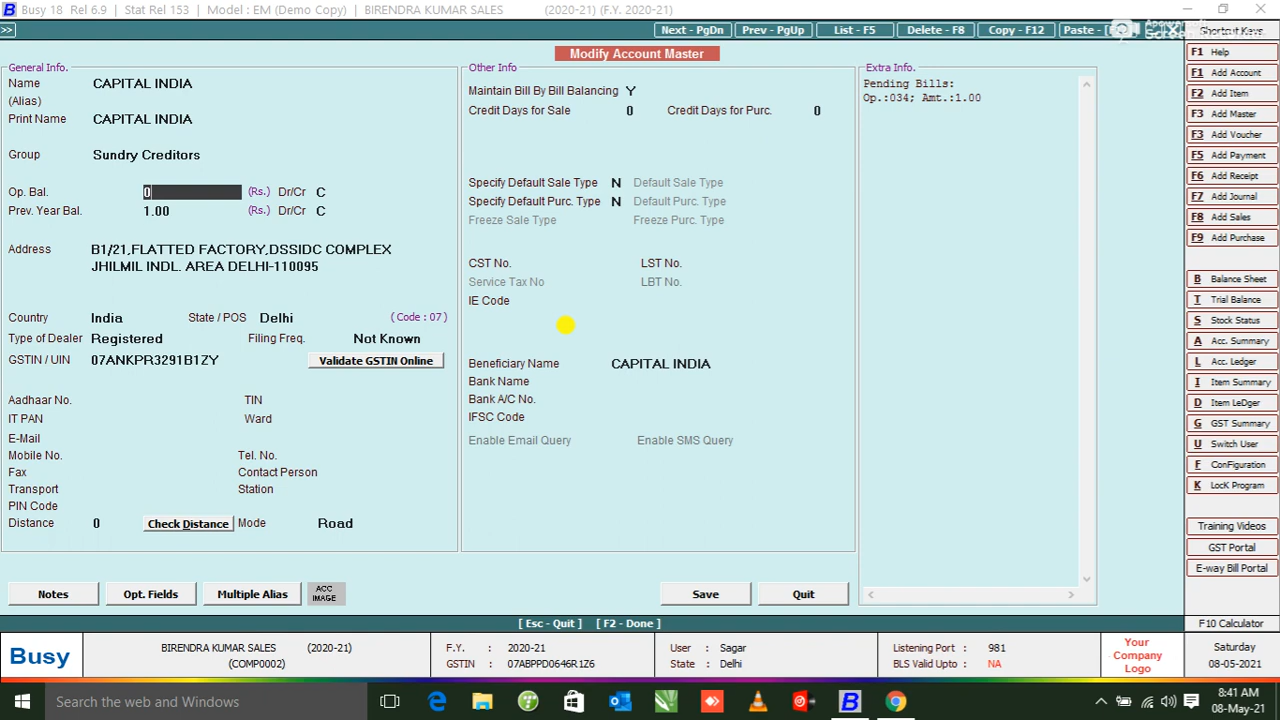 Busy 18 Rel 6.9 | Stat Rel 153 | Model : EM (Demo Copy) | BIRENDRA KUMAR SALES (2020-21) (F.Y. 2020-21)
>> Next - PgDn Prev - PgUp List - F5 Delete - F8 Copy - F12 Paste -
Shortcut Keys
Modify Account Master
General Info.
Name CAPITAL INDIA
(Alias)
Print Name CAPITAL INDIA
Group Sundry Creditors
Op. Bal. 0 (Rs.) Dr/Cr C
Prev. Year Bal. 1.00 (Rs.) Dr/Cr C
Address B1/21,FLATTED FACTORY,DSSIDC COMPLEX
JHILMIL INDL. AREA DELHI-110095
Country India State / POS Delhi ( Code : 07 )
Type of Dealer Registered Filing Freq. Not Known
GSTIN / UIN 07ANKPR3291B1ZY Validate GSTIN Online
Aadhaar No. TIN
IT PAN Ward
E-Mail
Mobile No. Tel. No.
Fax Contact Person
Transport Station
PIN Code
Distance 0 Check Distance Mode Road
Other Info
Maintain Bill By Bill Balancing Y
Credit Days for Sale 0 Credit Days for Purc. 0
Specify Default Sale Type N Default Sale Type
Specify Default Purc. Type N Default Purc. Type
Freeze Sale Type Freeze Purc. Type
CST No. LST No.
Service Tax No LBT No.
IE Code
Beneficiary Name CAPITAL INDIA
Bank Name
Bank A/C No.
IFSC Code
Enable Email Query Enable SMS Query
Extra Info.
Pending Bills:
Op.:034; Amt.:1.00
Notes Opt. Fields Multiple Alias ACC IMAGE Save Quit
[ Esc - Quit ] [ F2 - Done ]
F1 Help
F1 Add Account
F2 Add Item
F3 Add Master
F3 Add Voucher
F5 Add Payment
F6 Add Receipt
F7 Add Journal
F8 Add Sales
F9 Add Purchase
B Balance Sheet
T Trial Balance
S Stock Status
A Acc. Summary
L Acc. Ledger
I Item Summary
D Item LeDger
G GST Summary
U Switch User
F ConFiguration
K LocK Program
Training Videos
GST Portal
E-way Bill Portal
F10 Calculator
Busy
BIRENDRA KUMAR SALES (2020-21)
(COMP0002)
F.Y. : 2020-21
GSTIN : 07ABPPD0646R1Z6
User : Sagar
State : Delhi
Listening Port : 981
BLS Valid Upto : NA
Your
Company
Logo
Saturday
08-05-2021
Search the web and Windows
8:41 AM
08-May-21